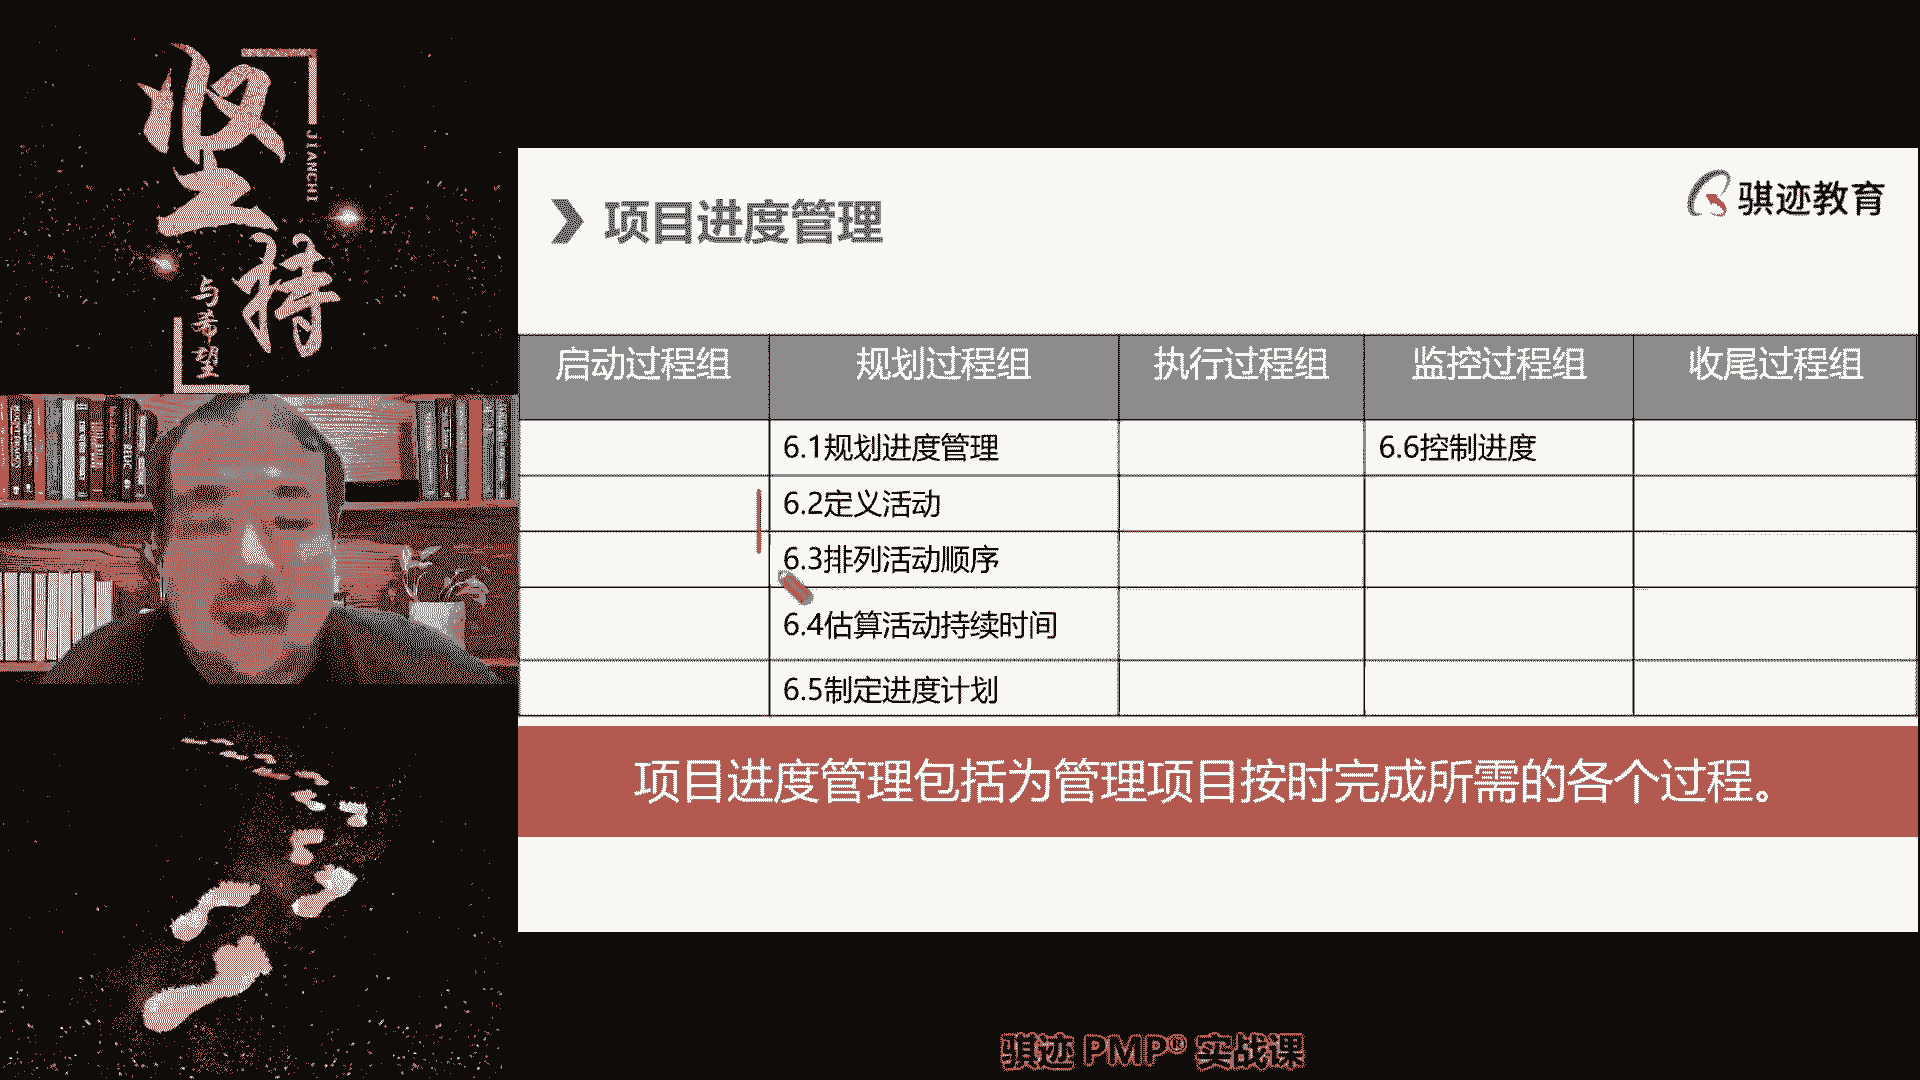 坚持
JIANCHI
与希望
项目进度管理
骐迹教育
启动过程组 规划过程组 执行过程组 监控过程组 收尾过程组
6.1规划进度管理 6.6控制进度
6.2定义活动
6.3排列活动顺序
6.4估算活动持续时间
6.5制定进度计划
项目进度管理包括为管理项目按时完成所需的各个过程。
骐迹 PMP® 实战课